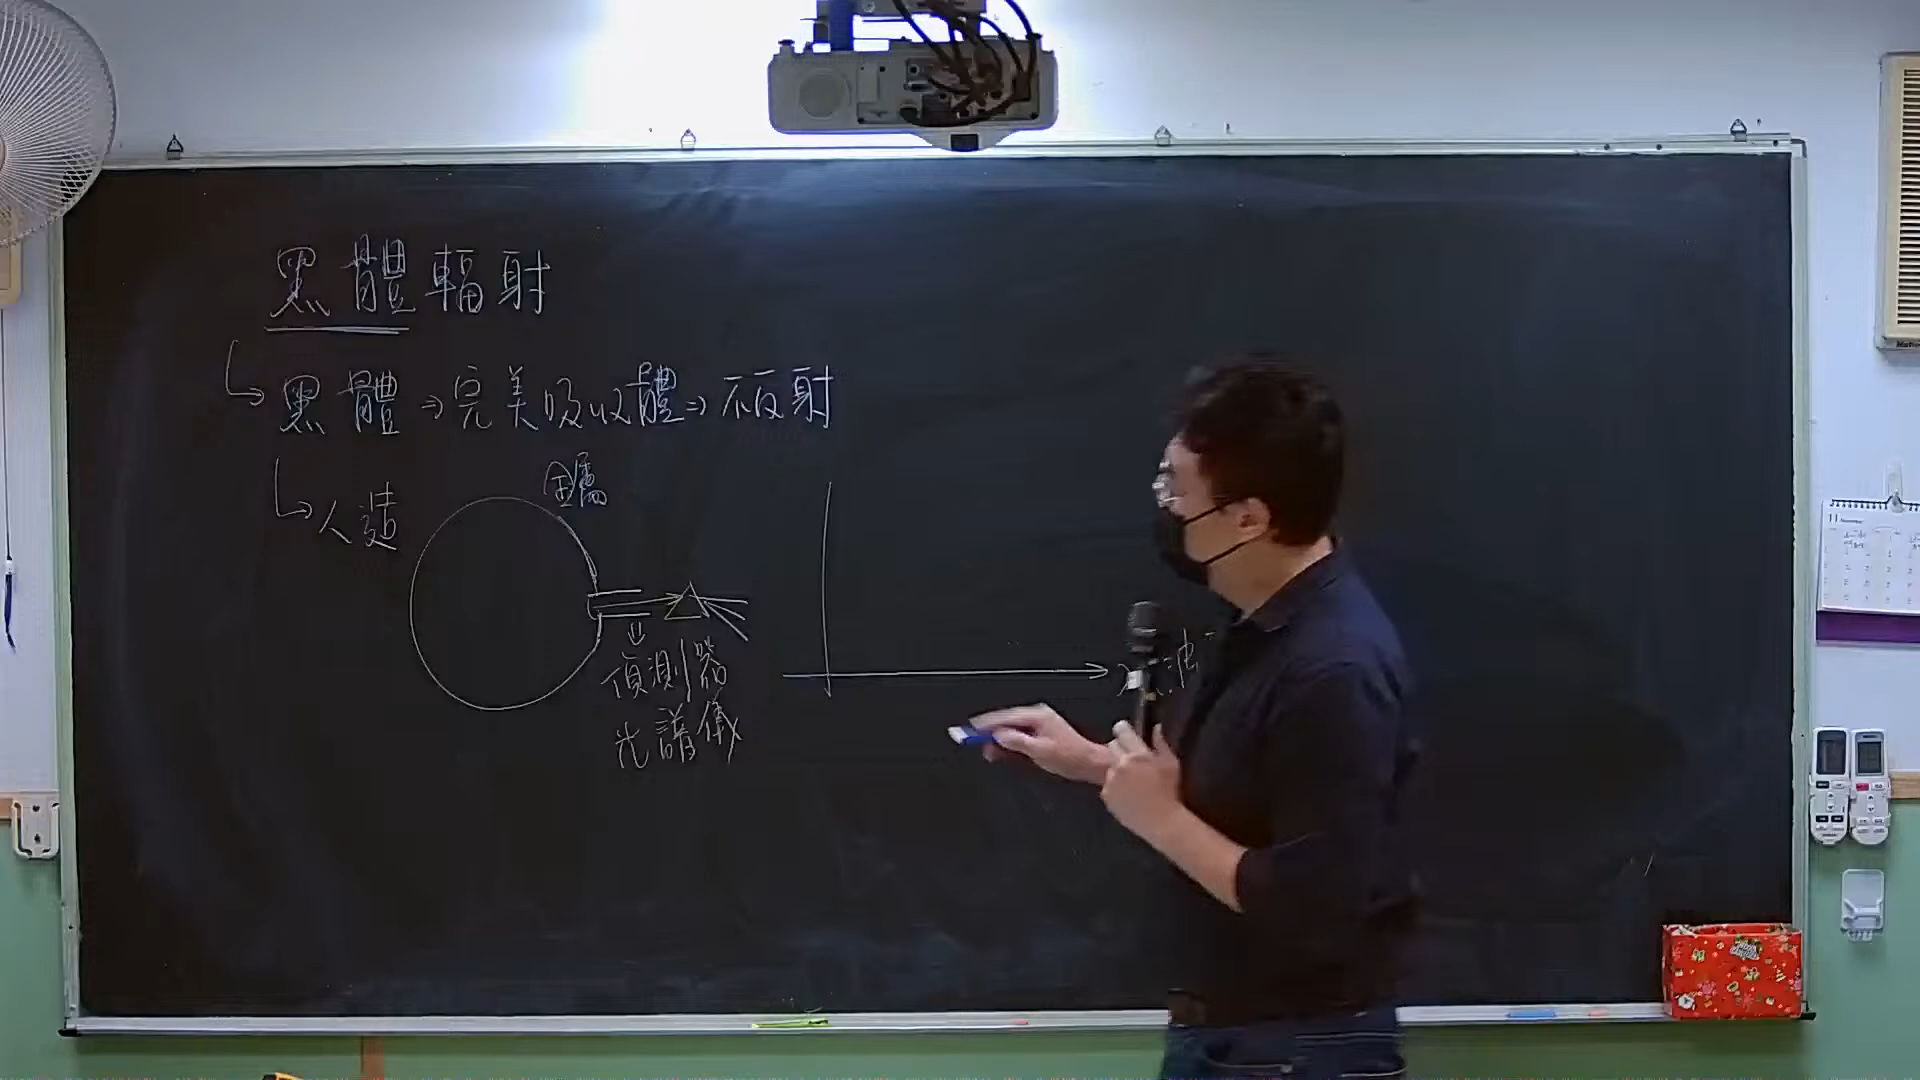 黑體輻射
黑體→完美吸收體→不反射
金屬
人造
偵測器
光譜儀
λ:波